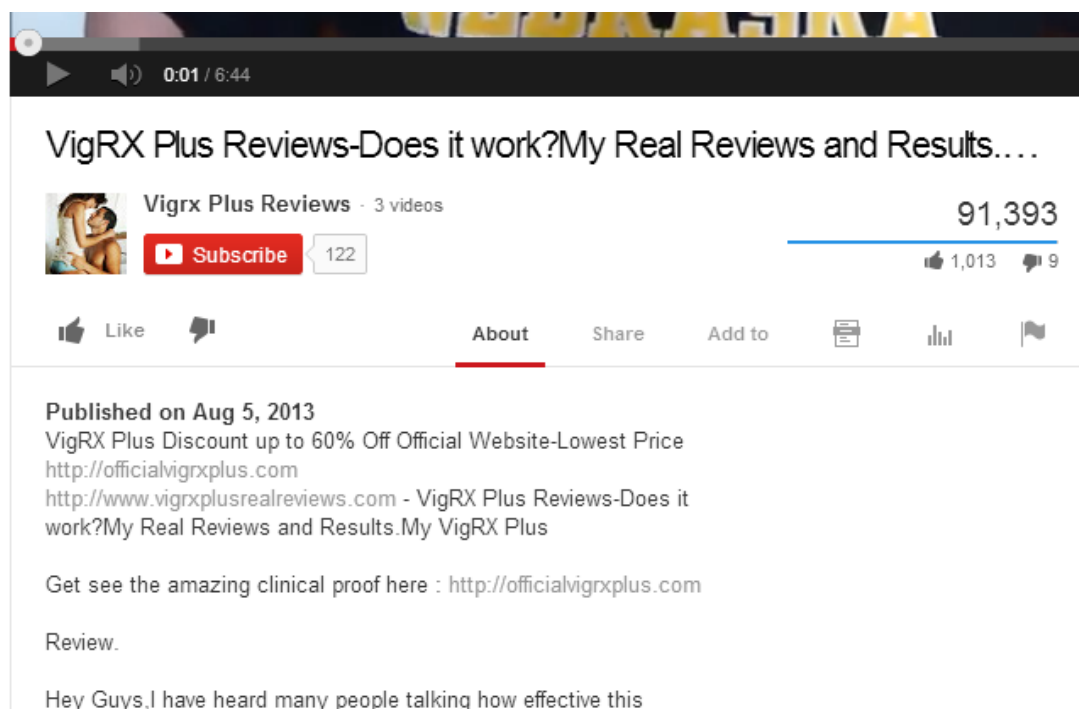 NEBRASKA
0:01 / 6:44
VigRX Plus Reviews-Does it work?My Real Reviews and Results....
Vigrx Plus Reviews · 3 videos
Subscribe 122
91,393
1,013 9
Like About Share Add to
Published on Aug 5, 2013
VigRX Plus Discount up to 60% Off Official Website-Lowest Price
http://officialvigrxplus.com
http://www.vigrxplusrealreviews.com - VigRX Plus Reviews-Does it
work?My Real Reviews and Results.My VigRX Plus
Get see the amazing clinical proof here : http://officialvigrxplus.com
Review.
Hey Guys,I have heard many people talking how effective this